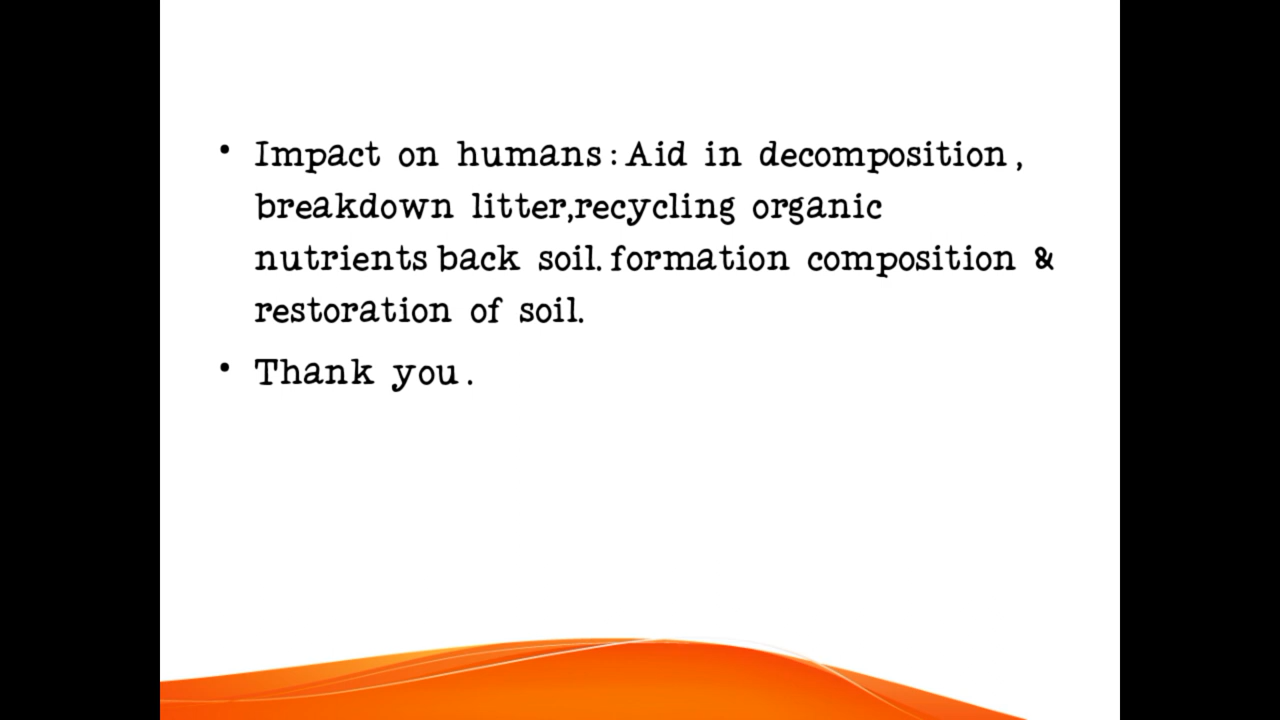 • Impact on humans:Aid in decomposition,
breakdown litter,recycling organic
nutrients back soil.formation composition &
restoration of soil.
• Thank you.